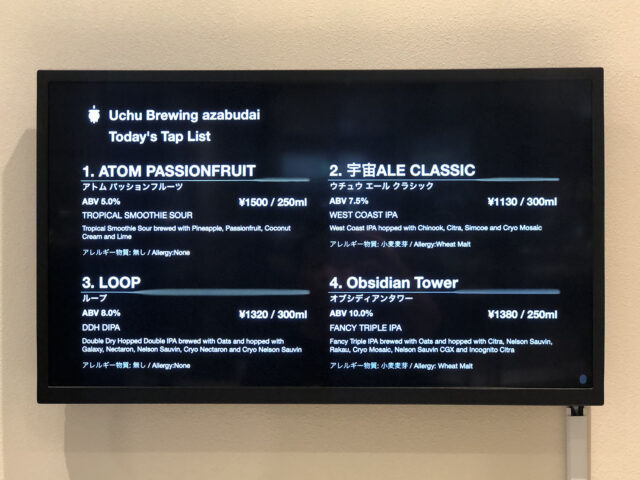 Uchu Brewing azabudai
Today's Tap List
1. ATOM PASSIONFRUIT
アトム パッションフルーツ
ABV 5.0%
¥1500 / 250ml
TROPICAL SMOOTHIE SOUR
Tropical Smoothie Sour brewed with Pineapple, Passionfruit, Coconut
Cream and Lime
アレルギー物質: 無し / Allergy:None
2. 宇宙ALE CLASSIC
ウチュウ エール クラシック
ABV 7.5%
¥1130 / 300ml
WEST COAST IPA
West Coast IPA hopped with Chinook, Citra, Simcoe and Cryo Mosaic
アレルギー物質: 小麦麦芽 / Allergy:Wheat Malt
3. LOOP
ループ
ABV 8.0%
¥1320 / 300ml
DDH DIPA
Double Dry Hopped Double IPA brewed with Oats and hopped with
Galaxy, Nectaron, Nelson Sauvin, Cryo Nectaron and Cryo Nelson Sauvin
アレルギー物質: 無し / Allergy:None
4. Obsidian Tower
オブシディアンタワー
ABV 10.0%
¥1380 / 250ml
FANCY TRIPLE IPA
Fancy Triple IPA brewed with Oats and hopped with Citra, Nelson Sauvin,
Rakau, Cryo Mosaic, Nelson Sauvin CGX and Incognito Citra
アレルギー物質: 小麦麦芽 / Allergy: Wheat Malt